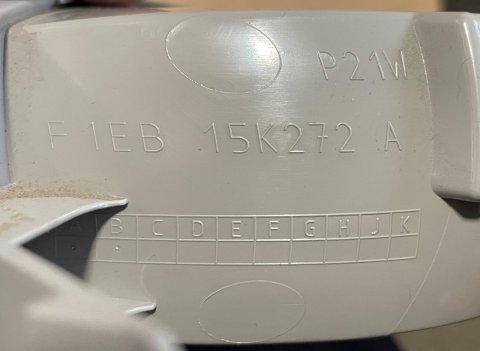 P21W
F1EB 15K272 A
A B C D E F G H J K